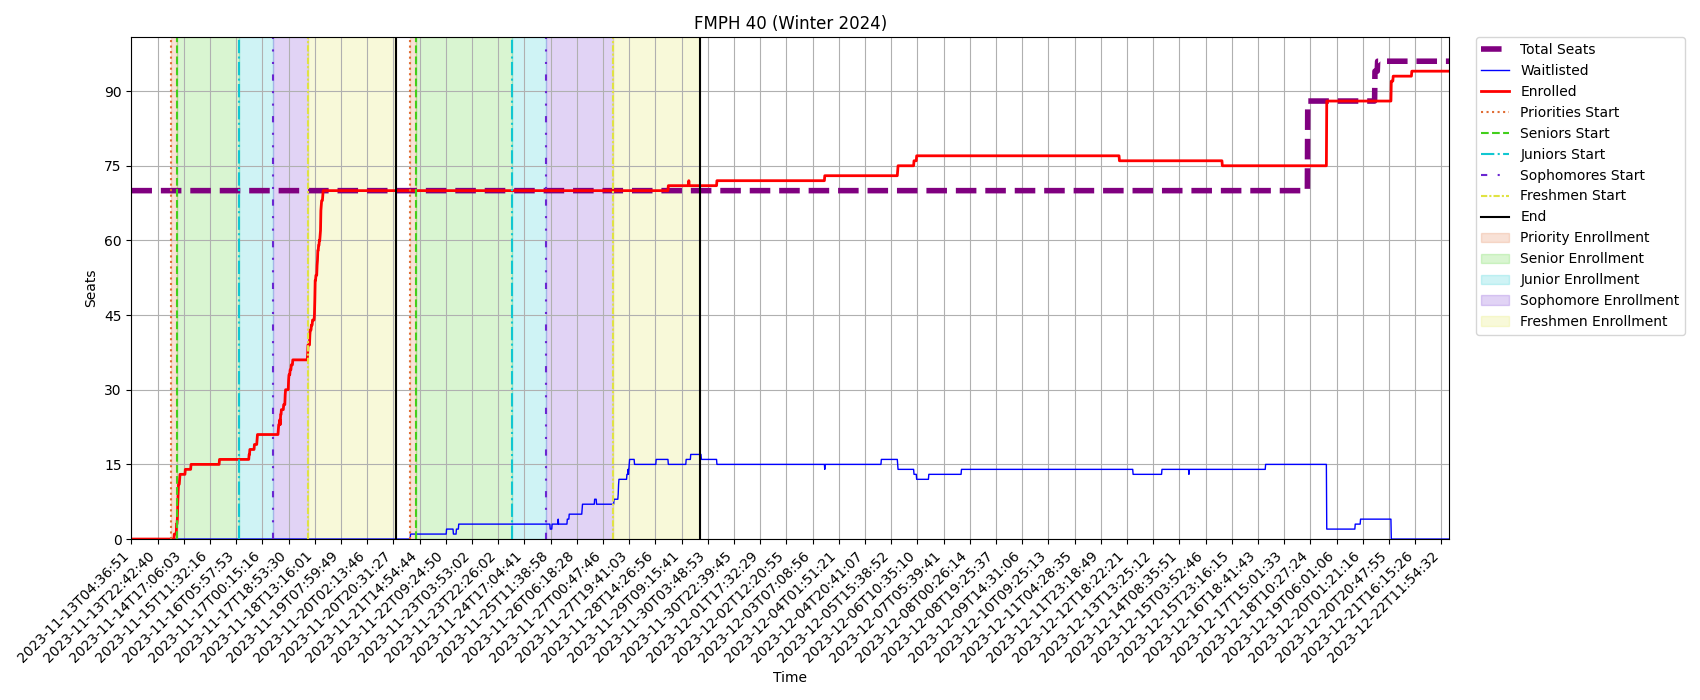 FMPH 40 (Winter 2024)
Seats
90
75
60
45
30
15
0
2023-11-13T04:36:51
2023-11-13T22:42:40
2023-11-14T17:06:03
2023-11-15T11:32:16
2023-11-16T05:57:53
2023-11-17T00:15:16
2023-11-17T18:53:30
2023-11-18T13:16:01
2023-11-19T07:59:49
2023-11-20T02:13:46
2023-11-20T20:31:27
2023-11-21T14:54:44
2023-11-22T09:24:50
2023-11-23T03:53:02
2023-11-23T22:26:02
2023-11-24T17:04:41
2023-11-25T11:38:58
2023-11-26T06:18:28
2023-11-27T00:47:46
2023-11-27T19:41:03
2023-11-28T14:26:56
2023-11-29T09:15:41
2023-11-30T03:48:53
2023-11-30T22:39:45
2023-12-01T17:32:29
2023-12-02T12:20:55
2023-12-03T07:08:56
2023-12-04T01:51:21
2023-12-04T20:41:07
2023-12-05T15:38:52
2023-12-06T10:35:10
2023-12-07T05:39:41
2023-12-08T00:26:14
2023-12-08T19:25:37
2023-12-09T14:31:06
2023-12-10T09:25:13
2023-12-11T04:28:35
2023-12-11T23:18:49
2023-12-12T18:22:21
2023-12-13T13:25:12
2023-12-14T08:35:51
2023-12-15T03:52:46
2023-12-15T23:16:15
2023-12-16T18:41:43
2023-12-17T15:01:33
2023-12-18T10:27:24
2023-12-19T06:01:06
2023-12-20T01:21:16
2023-12-20T20:47:55
2023-12-21T16:15:26
2023-12-22T11:54:32
Time
Total Seats
Waitlisted
Enrolled
Priorities Start
Seniors Start
Juniors Start
Sophomores Start
Freshmen Start
End
Priority Enrollment
Senior Enrollment
Junior Enrollment
Sophomore Enrollment
Freshmen Enrollment